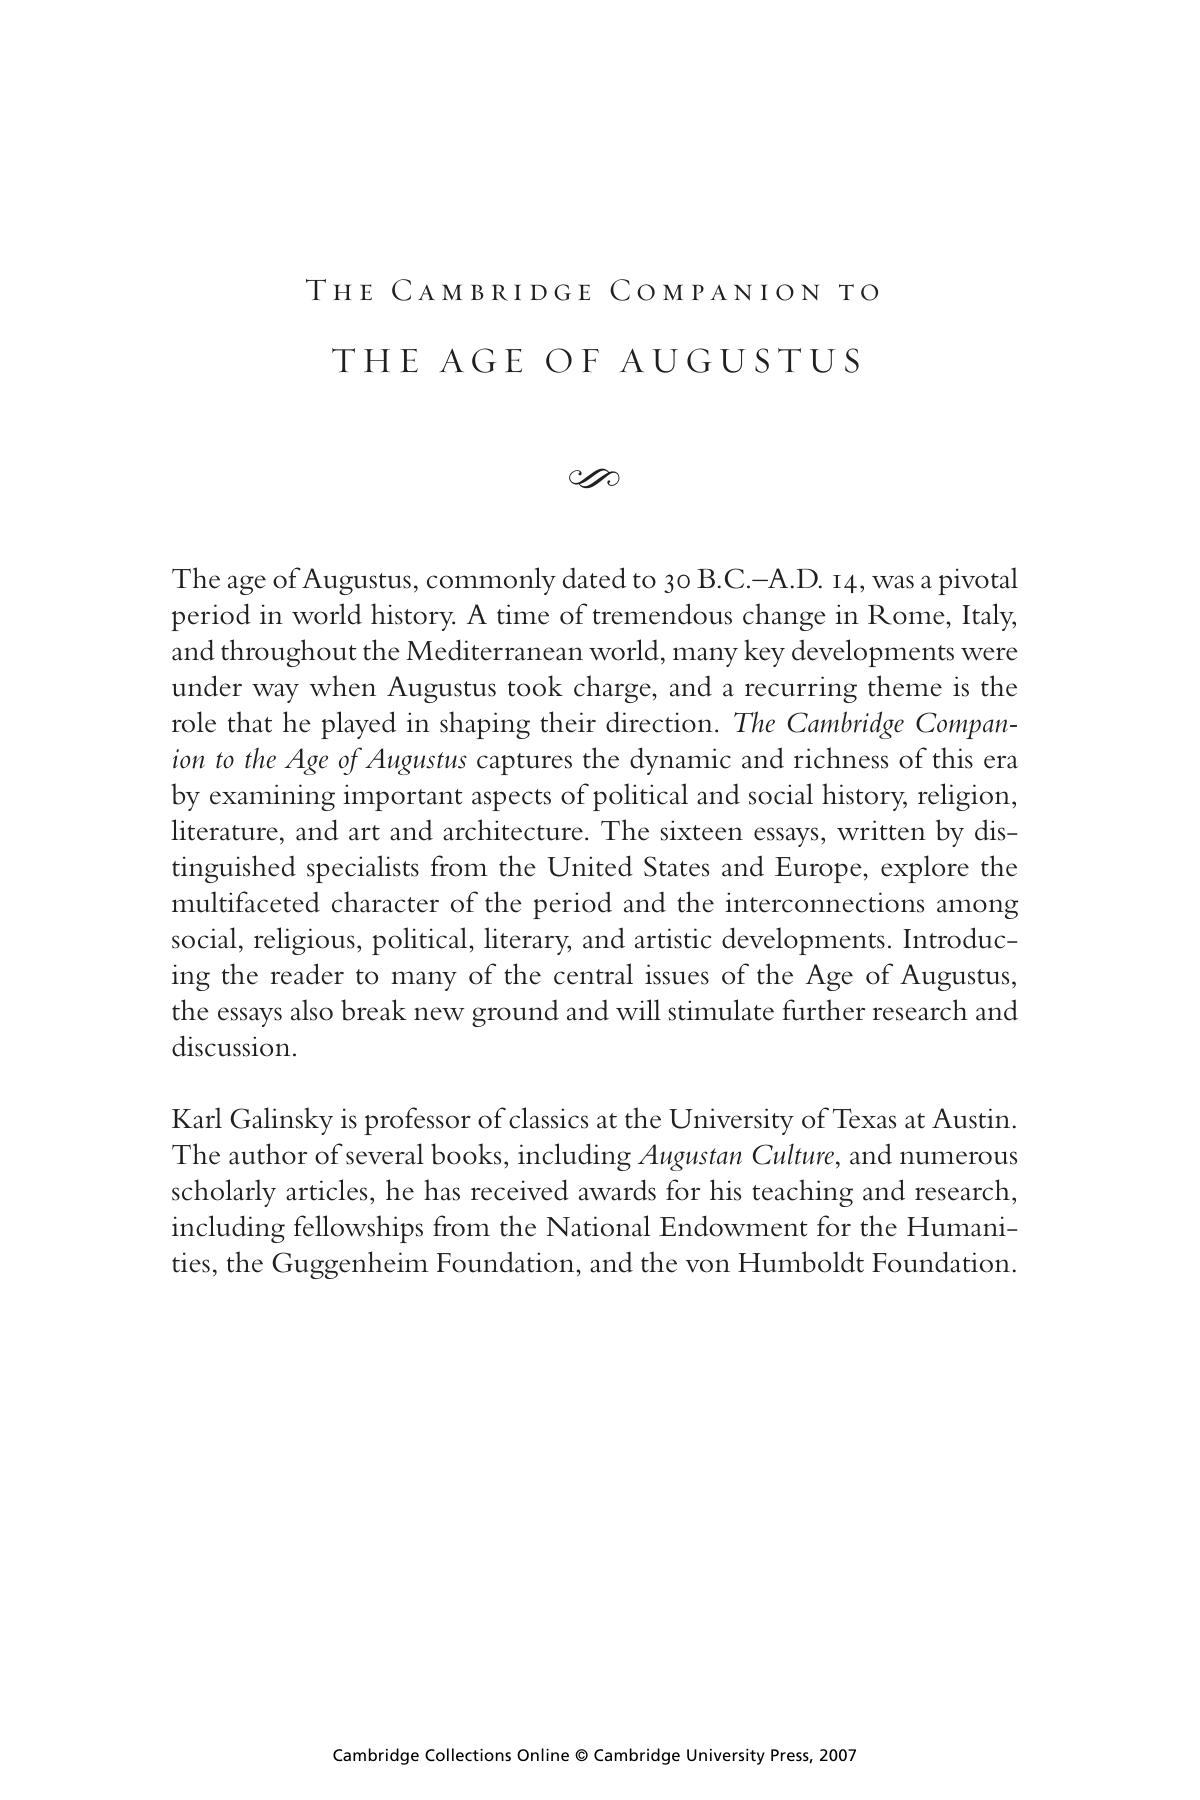 The Cambridge Companion to
THE AGE OF AUGUSTUS
The age of Augustus, commonly dated to 30 B.C.–A.D. 14, was a pivotal
period in world history. A time of tremendous change in Rome, Italy,
and throughout the Mediterranean world, many key developments were
under way when Augustus took charge, and a recurring theme is the
role that he played in shaping their direction. The Cambridge Compan-
ion to the Age of Augustus captures the dynamic and richness of this era
by examining important aspects of political and social history, religion,
literature, and art and architecture. The sixteen essays, written by dis-
tinguished specialists from the United States and Europe, explore the
multifaceted character of the period and the interconnections among
social, religious, political, literary, and artistic developments. Introduc-
ing the reader to many of the central issues of the Age of Augustus,
the essays also break new ground and will stimulate further research and
discussion.
Karl Galinsky is professor of classics at the University of Texas at Austin.
The author of several books, including Augustan Culture, and numerous
scholarly articles, he has received awards for his teaching and research,
including fellowships from the National Endowment for the Humani-
ties, the Guggenheim Foundation, and the von Humboldt Foundation.
Cambridge Collections Online © Cambridge University Press, 2007